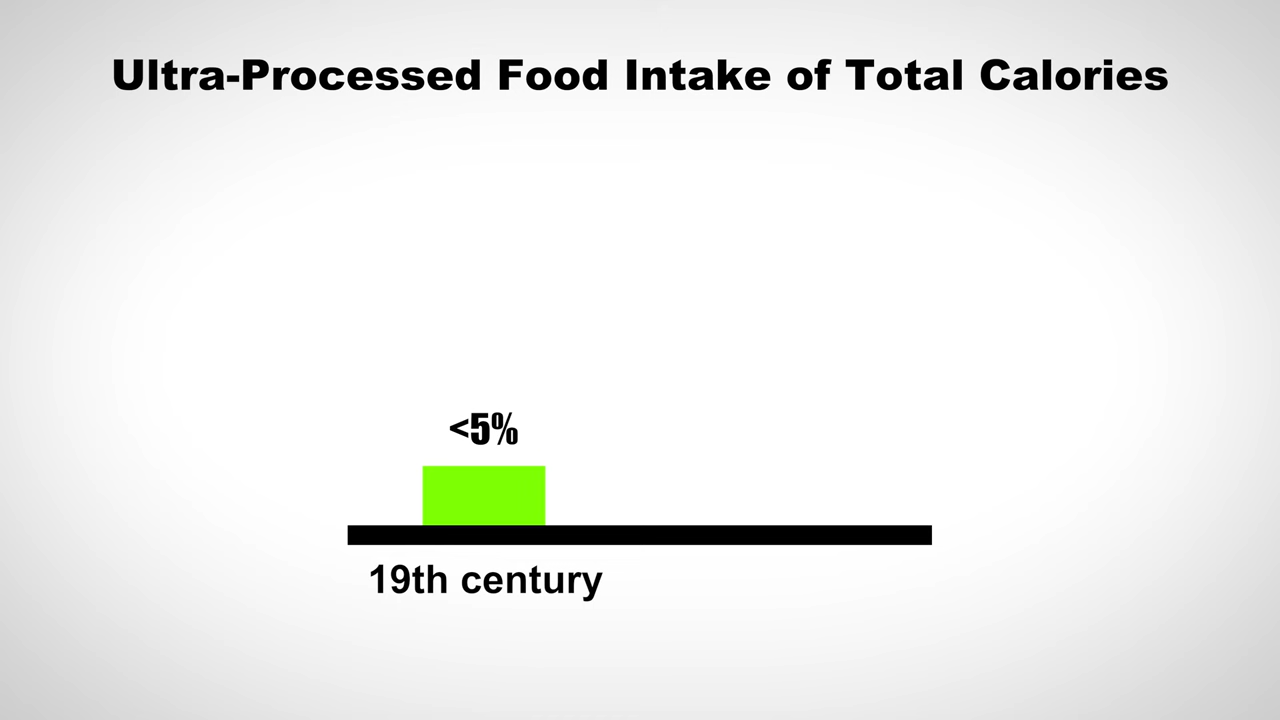 Ultra-Processed Food Intake of Total Calories
<5%
19th century